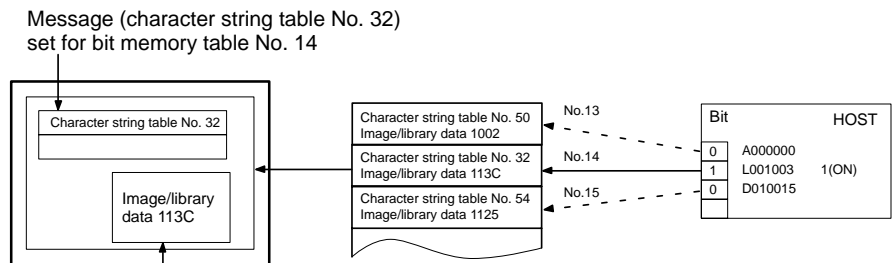 Message (character string table No. 32)
set for bit memory table No. 14
Character string table No. 32
Image/library
data 113C
Character string table No. 50
Image/library data 1002
Character string table No. 32
Image/library data 113C
Character string table No. 54
Image/library data 1125
No.13
No.14
No.15
Bit HOST
0 A000000
1 L001003 1(ON)
0 D010015